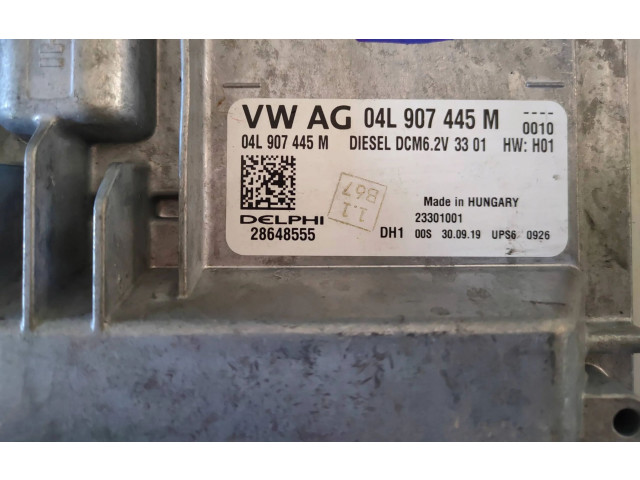 VW AG 04L 907 445 M ---- 0010
04L 907 445 M DIESEL DCM6.2V 33 01 HW: H01
1.1
B67
Made in HUNGARY
DELPHI 23301001
28648555 DH1 00S 30.09.19 UPS6 0926